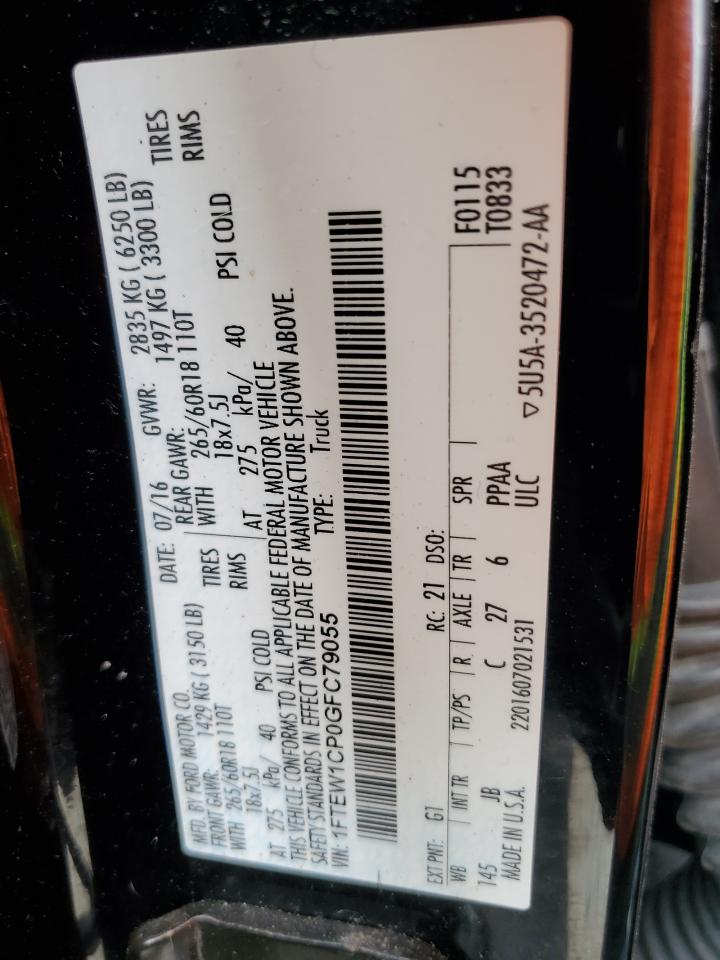 MFD. BY FORD MOTOR CO.
DATE: 07/16 GVWR: 2835 KG ( 6250 LB)
FRONT GAWR: 1429 KG ( 3150 LB) REAR GAWR: 1497 KG ( 3300 LB)
WITH 265/60R18 110T TIRES WITH 265/60R18 110T TIRES
18x7.5J RIMS 18x7.5J RIMS
AT 275 kPa/ 40 PSI COLD AT 275 kPa/ 40 PSI COLD
THIS VEHICLE CONFORMS TO ALL APPLICABLE FEDERAL MOTOR VEHICLE
SAFETY STANDARDS IN EFFECT ON THE DATE OF MANUFACTURE SHOWN ABOVE.
VIN: 1FTEW1CP0GFC79055 TYPE: Truck
EXT PNT: G1 RC: 21 DSO: F0115
WB INT TR TP/PS R AXLE TR SPR T0833
145 JB C 27 6 PPAA
MADE IN U.S.A. 2201607021531 ULC ▽5U5A-3520472-AA